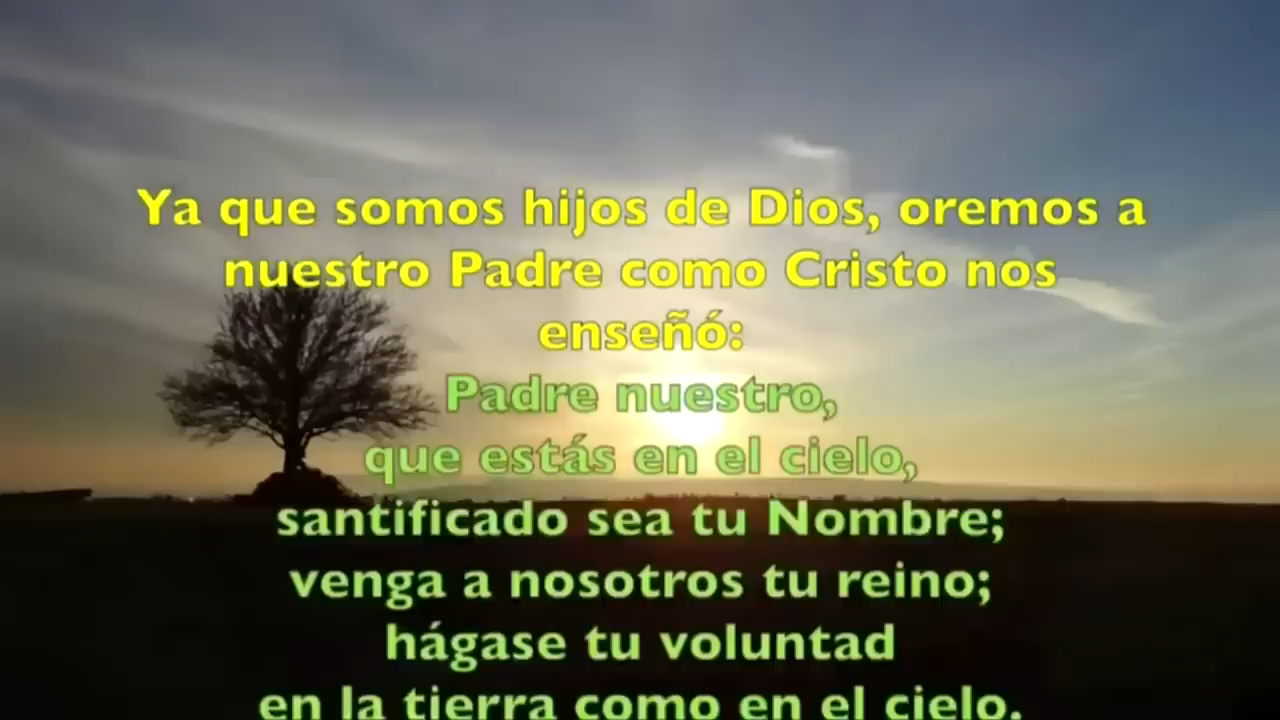 Ya que somos hijos de Dios, oremos a
nuestro Padre como Cristo nos
enseñó:
Padre nuestro,
que estás en el cielo,
santificado sea tu Nombre;
venga a nosotros tu reino;
hágase tu voluntad
en la tierra como en el cielo.